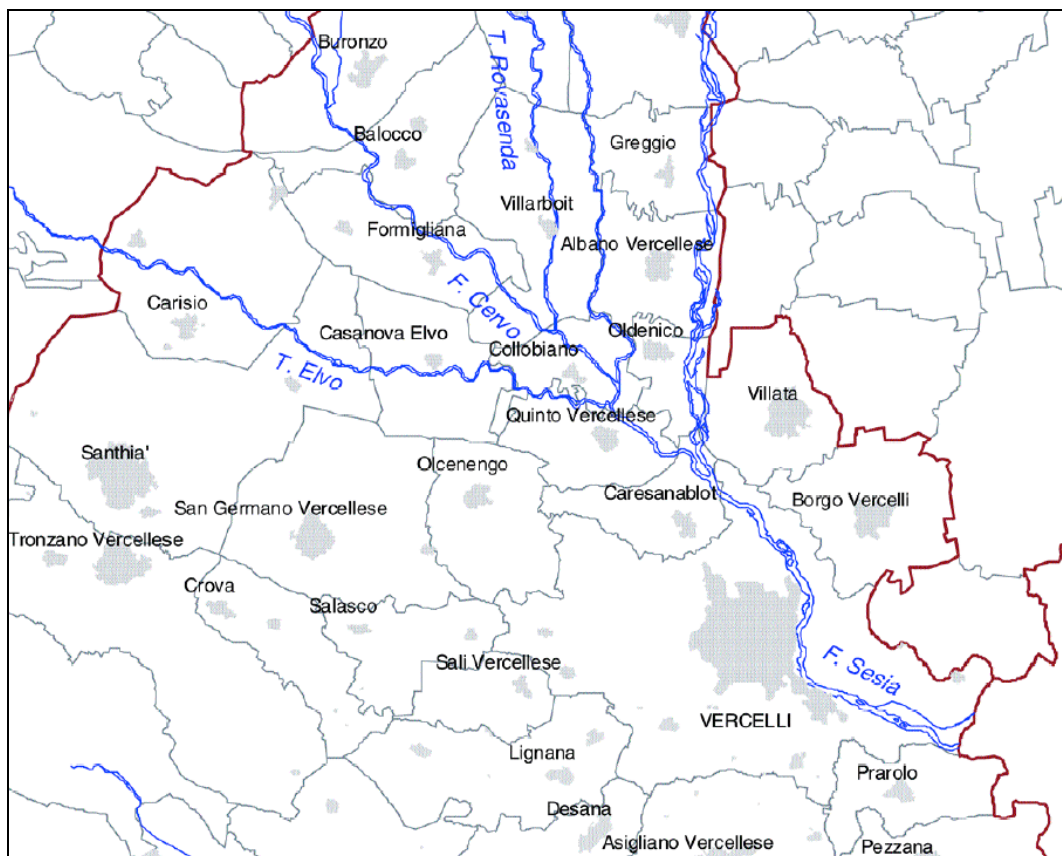 Buronzo
T. Rovasenda
Balocco
Greggio
Villarboit
Formigliana
Albano Vercellese
F. Cervo
Carisio
Casanova Elvo
Oldenico
Collobiano
T. Elvo
Villata
Quinto Vercellese
Santhia'
Olcenengo
Caresanablot
Borgo Vercelli
San Germano Vercellese
Tronzano Vercellese
Crova
Salasco
Sali Vercellese
F. Sesia
VERCELLI
Lignana
Prarolo
Desana
Asigliano Vercellese
Pezzana